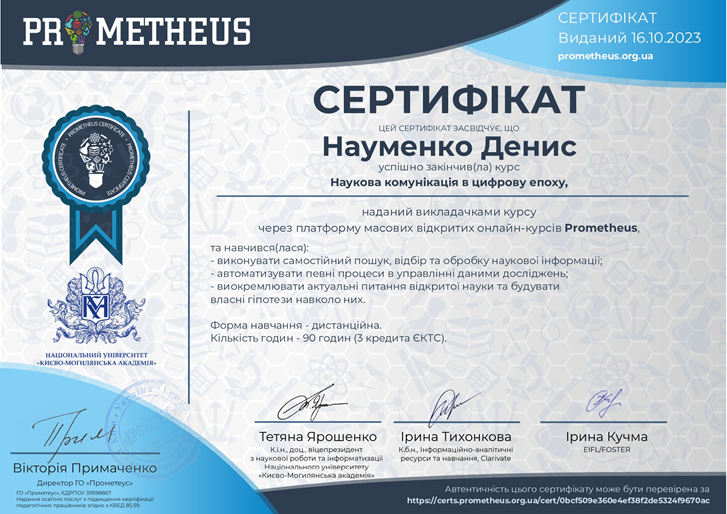 PROMETHEUS
СЕРТИФІКАТ
Виданий 16.10.2023
prometheus.org.ua
СЕРТИФІКАТ
ЦЕЙ СЕРТИФІКАТ ЗАСВІДЧУЄ, ЩО
Науменко Денис
успішно закінчив(ла) курс
Наукова комунікація в цифрову епоху,
наданий викладачками курсу
через платформу масових відкритих онлайн-курсів Prometheus,
та навчився(лася):
- виконувати самостійний пошук, відбір та обробку наукової інформації;
- автоматизувати певні процеси в управлінні даними досліджень;
- виокремлювати актуальні питання відкритої науки та будувати
власні гіпотези навколо них.
Форма навчання - дистанційна.
Кількість годин - 90 годин (3 кредита ЄКТС).
PROMETHEUS CERTIFICATE • PROMETHEUS CERTIFICATE • PROMETHEUS CERTIFICATE •
НАЦІОНАЛЬНИЙ УНІВЕРСИТЕТ
«КИЄВО-МОГИЛЯНСЬКА АКАДЕМІЯ»
Вікторія Примаченко
Директор ГО «Прометеус»
ГО «Прометеус», ЄДРПОУ 39598867
Надання освітніх послуг з підвищення кваліфікації
педагогічних працівників згідно з КВЕД 85.59.
Тетяна Ярошенко
К.і.н., доц., віцепрезидент
з наукової роботи та інформатизації
Національного університету
«Києво-Могилянська академія»
Ірина Тихонкова
К.б.н., Інформаційно-аналітичні
ресурси та навчання, Clarivate
Ірина Кучма
EIFL/FOSTER
Автентичність цього сертифікату може бути перевірена за
https://certs.prometheus.org.ua/cert/0bcf509e360e4ef38f2de5324f9670ac